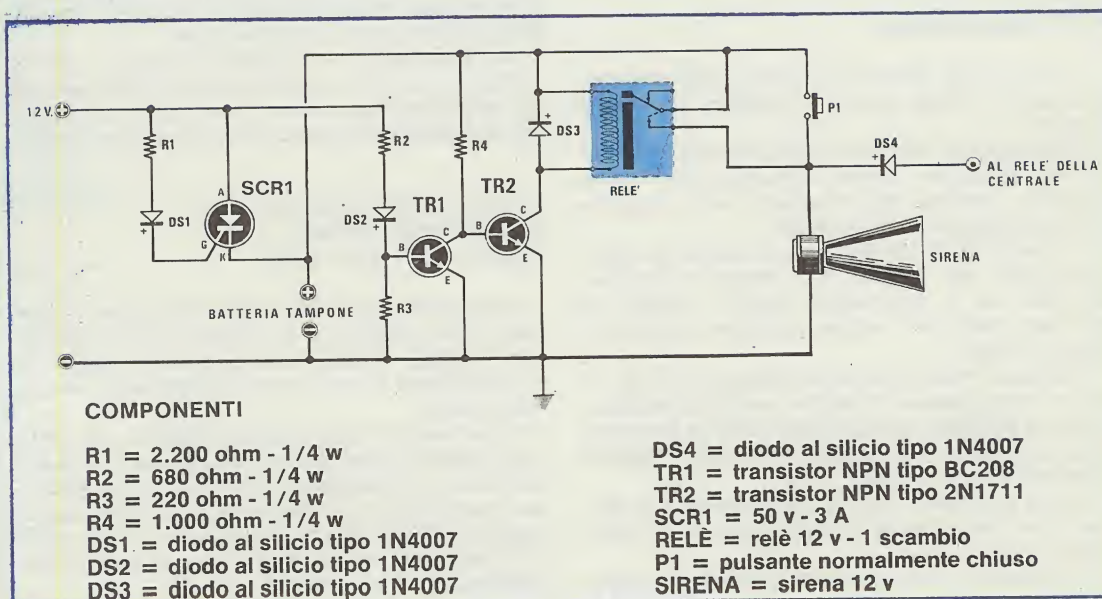 12 V.
R1
SCR1
A
DS1
G
K
R2
DS2
TR1
B
C
E
R3
R4
TR2
B
C
E
DS3
RELE'
P1
DS4
AL RELE' DELLA
CENTRALE
SIRENA
BATTERIA TAMPONE
COMPONENTI
R1 = 2.200 ohm - 1/4 w
R2 = 680 ohm - 1/4 w
R3 = 220 ohm - 1/4 w
R4 = 1.000 ohm - 1/4 w
DS1 = diodo al silicio tipo 1N4007
DS2 = diodo al silicio tipo 1N4007
DS3 = diodo al silicio tipo 1N4007
DS4 = diodo al silicio tipo 1N4007
TR1 = transistor NPN tipo BC208
TR2 = transistor NPN tipo 2N1711
SCR1 = 50 v - 3 A
RELÈ = relè 12 v - 1 scambio
P1 = pulsante normalmente chiuso
SIRENA = sirena 12 v